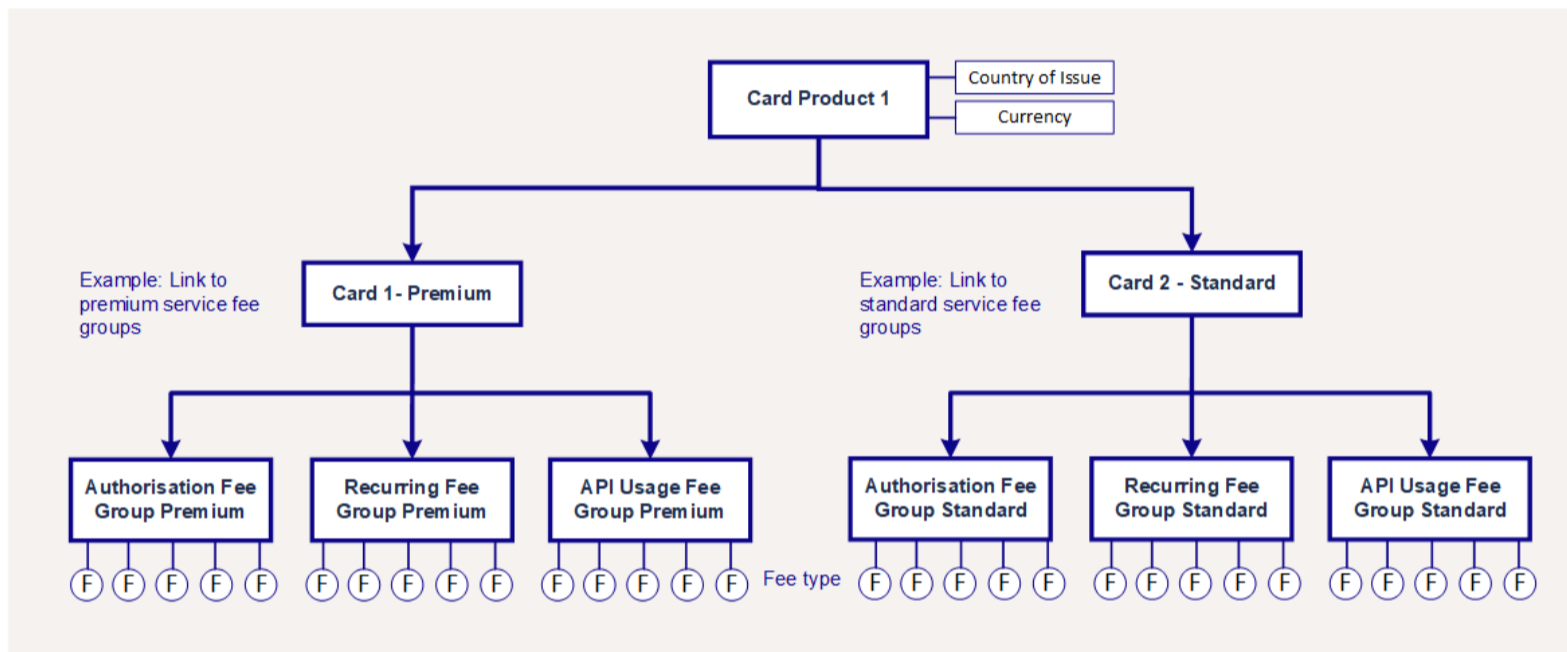 Card Product 1
Country of Issue
Currency
Example: Link to
premium service fee
groups
Card 1- Premium
Example: Link to
standard service fee
groups
Card 2 - Standard
Authorisation Fee
Group Premium
Recurring Fee
Group Premium
API Usage Fee
Group Premium
Authorisation Fee
Group Standard
Recurring Fee
Group Standard
API Usage Fee
Group Standard
F F F F F F F F F F F F F F F Fee type F F F F F F F F F F F F F F F